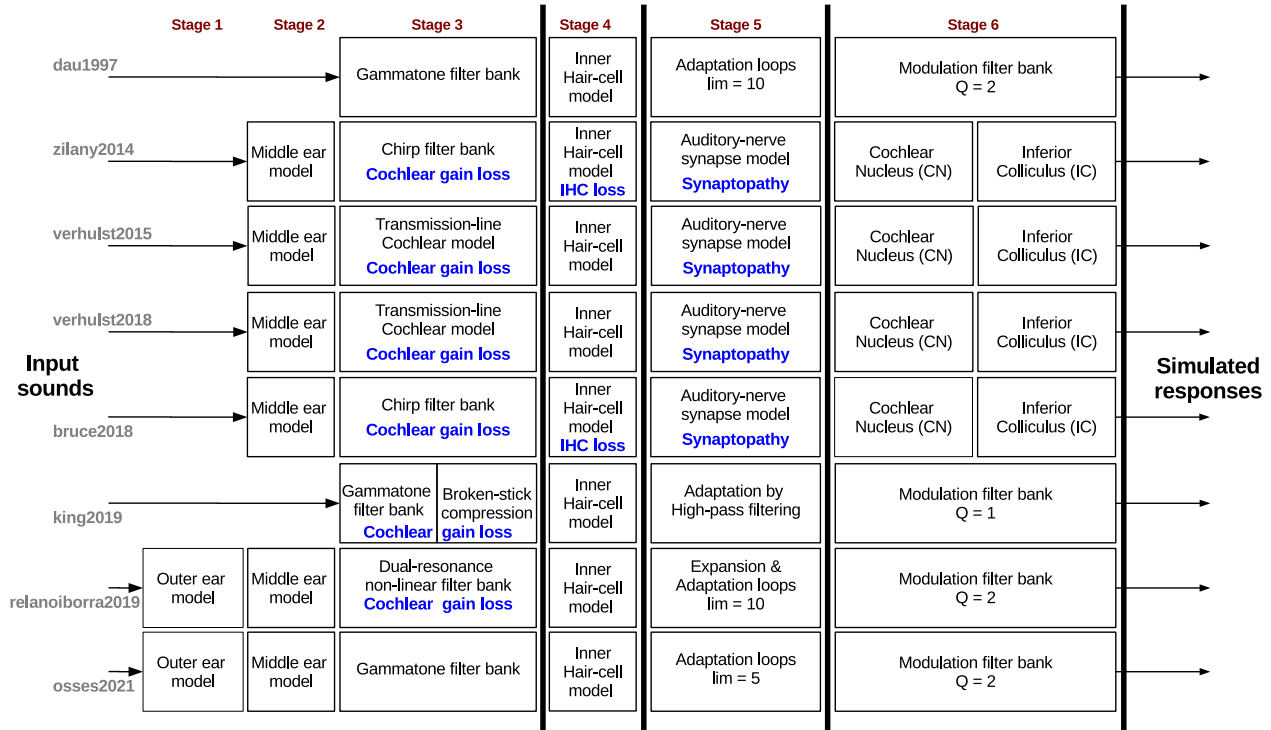 Stage 1
Stage 2
Stage 3
Stage 4
Stage 5
Stage 6
dau1997
Gammatone filter bank
Inner
Hair-cell
model
Adaptation loops
lim = 10
Modulation filter bank
Q = 2
zilany2014
Middle ear
model
Chirp filter bank
Cochlear gain loss
Inner
Hair-cell
model
IHC loss
Auditory-nerve
synapse model
Synaptopathy
Cochlear
Nucleus (CN)
Inferior
Colliculus (IC)
verhulst2015
Middle ear
model
Transmission-line
Cochlear model
Cochlear gain loss
Inner
Hair-cell
model
Auditory-nerve
synapse model
Synaptopathy
Cochlear
Nucleus (CN)
Inferior
Colliculus (IC)
verhulst2018
Middle ear
model
Transmission-line
Cochlear model
Cochlear gain loss
Inner
Hair-cell
model
Auditory-nerve
synapse model
Synaptopathy
Cochlear
Nucleus (CN)
Inferior
Colliculus (IC)
Input
sounds
Simulated
responses
bruce2018
Middle ear
model
Chirp filter bank
Cochlear gain loss
Inner
Hair-cell
model
IHC loss
Auditory-nerve
synapse model
Synaptopathy
Cochlear
Nucleus (CN)
Inferior
Colliculus (IC)
king2019
Gammatone
filter bank
Broken-stick
compression
Cochlear gain loss
Inner
Hair-cell
model
Adaptation by
High-pass filtering
Modulation filter bank
Q = 1
relanoiborra2019
Outer ear
model
Middle ear
model
Dual-resonance
non-linear filter bank
Cochlear gain loss
Inner
Hair-cell
model
Expansion &
Adaptation loops
lim = 10
Modulation filter bank
Q = 2
osses2021
Outer ear
model
Middle ear
model
Gammatone filter bank
Inner
Hair-cell
model
Adaptation loops
lim = 5
Modulation filter bank
Q = 2